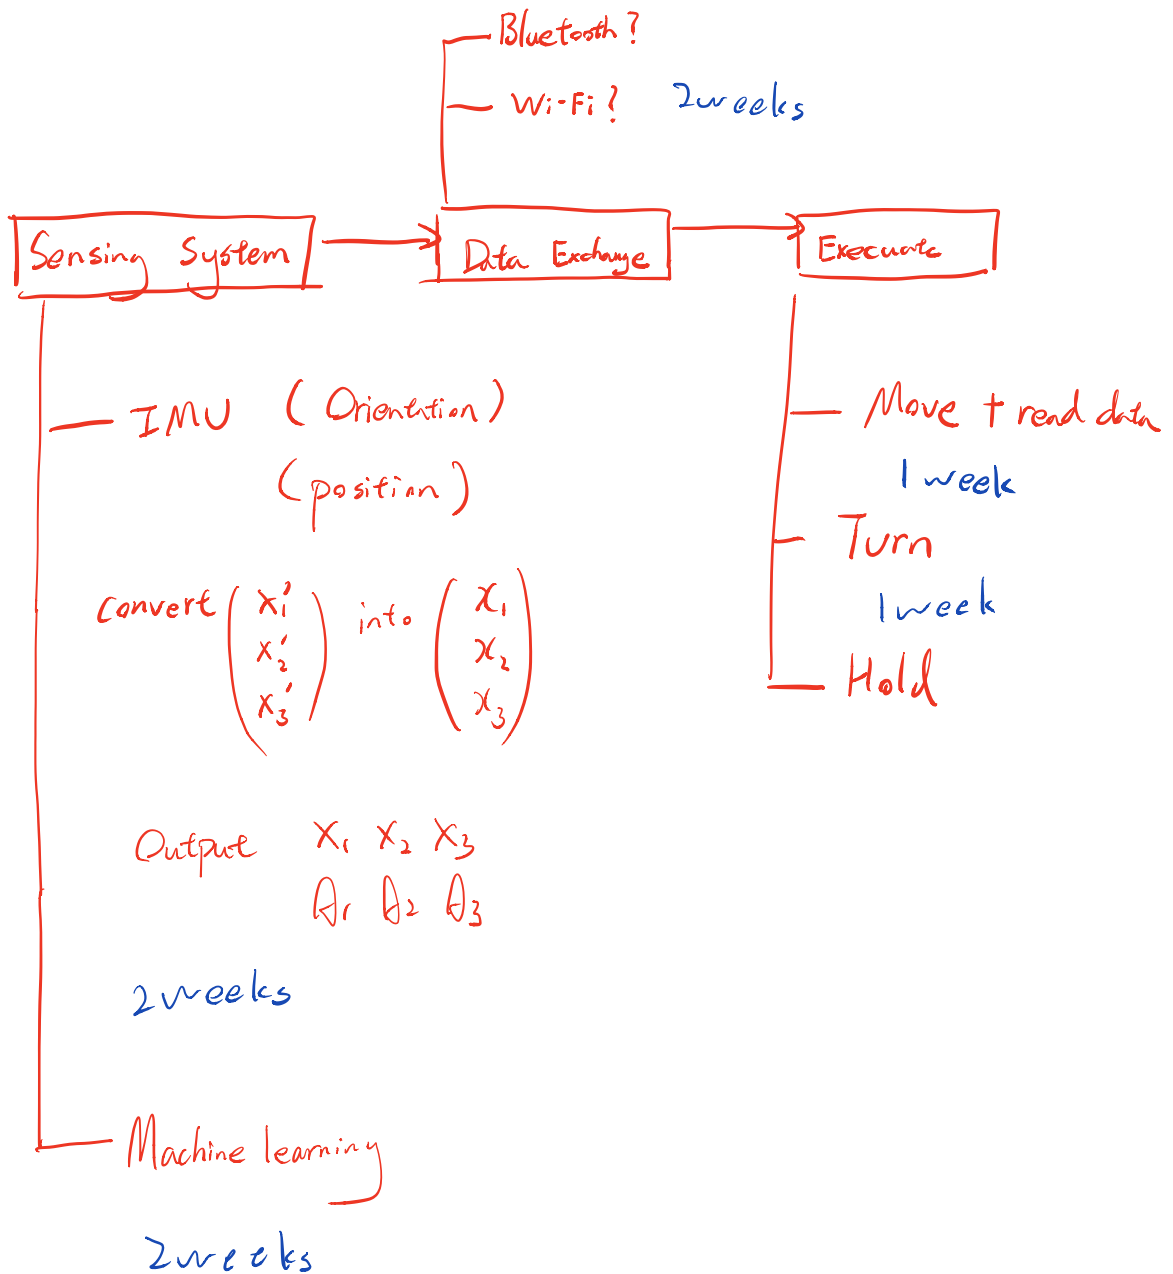 Bluetooth?
Wi-Fi? 2weeks
Sensing System
Data Exchange
Execuate
IMU (Orientation)
(position)
Convert (x₁' x₂' x₃') into (x₁ x₂ x₃)
Output X₁ X₂ X₃
θ₁ θ₂ θ₃
2weeks
Machine learning
2weeks
Move + read data
1 week
Turn
1 week
Hold